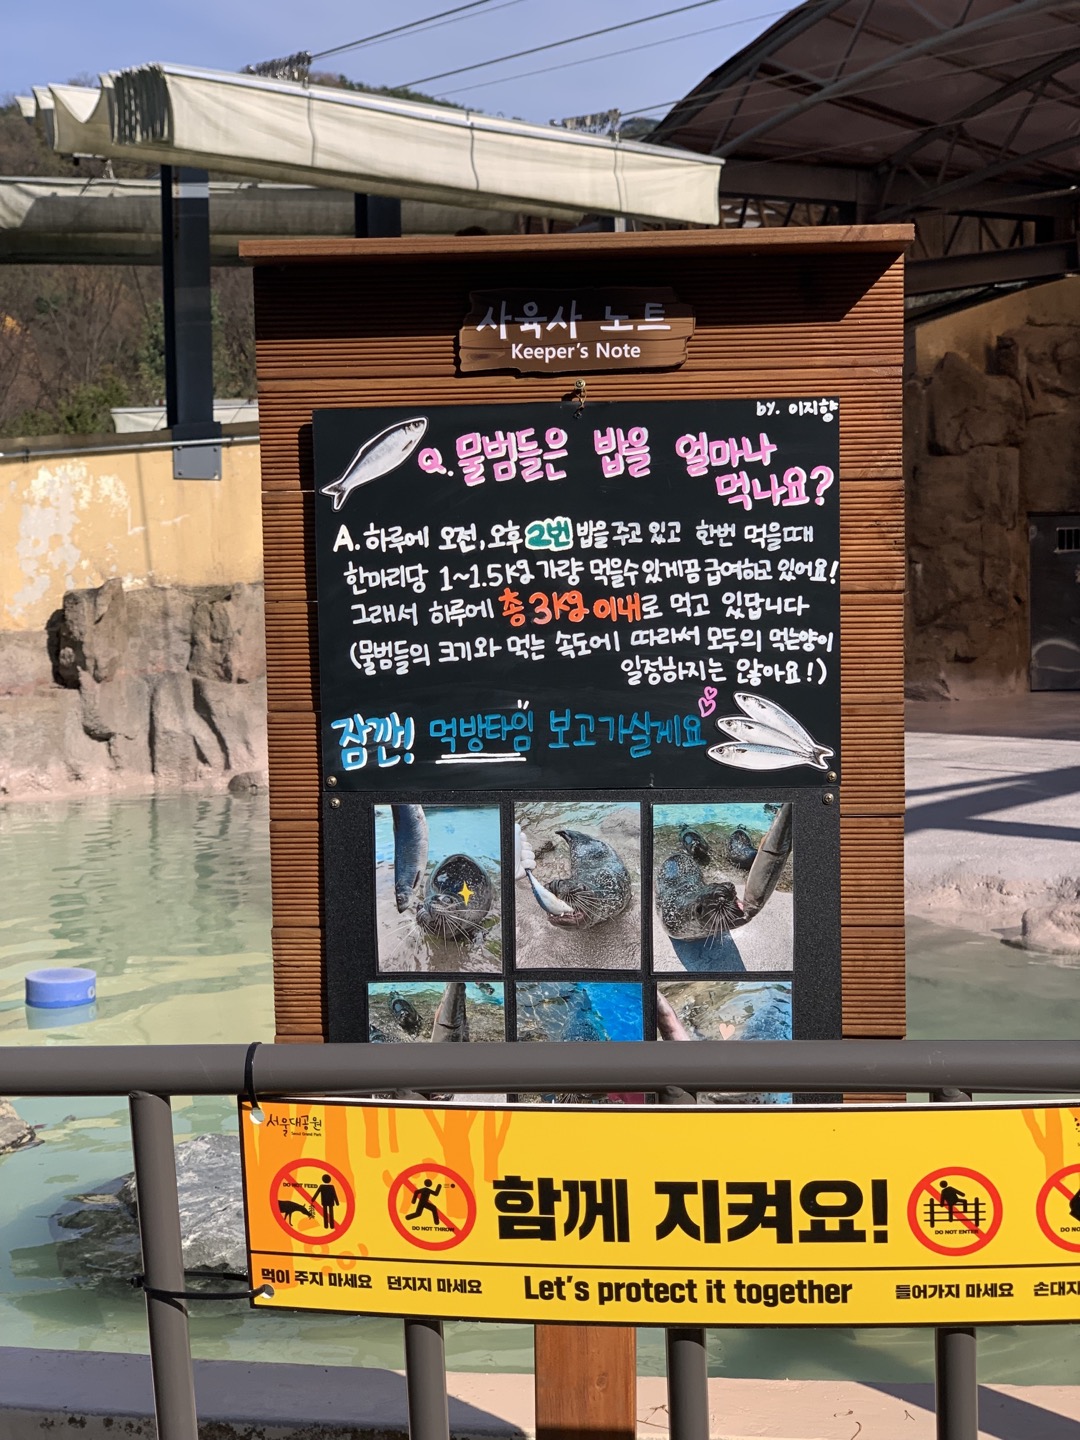 사육사 노트
Keeper's Note
by. 이지향
Q. 물범들은 밥을 얼마나
먹나요?
A. 하루에 오전, 오후 2번 밥을 주고 있고 한번 먹을때
한마리당 1~1.5kg 가량 먹을수 있게끔 급여하고 있어요!
그래서 하루에 총 3kg 이내로 먹고 있답니다
(물범들의 크기와 먹는 속도에 따라서 모두의 먹는양이
일정하지는 않아요!)
잠깐! 먹방타임 보고가실게요
서울대공원
Seoul Grand Park
DO NOT FEED
DO NOT THROW
함께 지켜요!
DO NOT ENTER
먹이 주지 마세요
던지지 마세요
Let's protect it together
들어가지 마세요